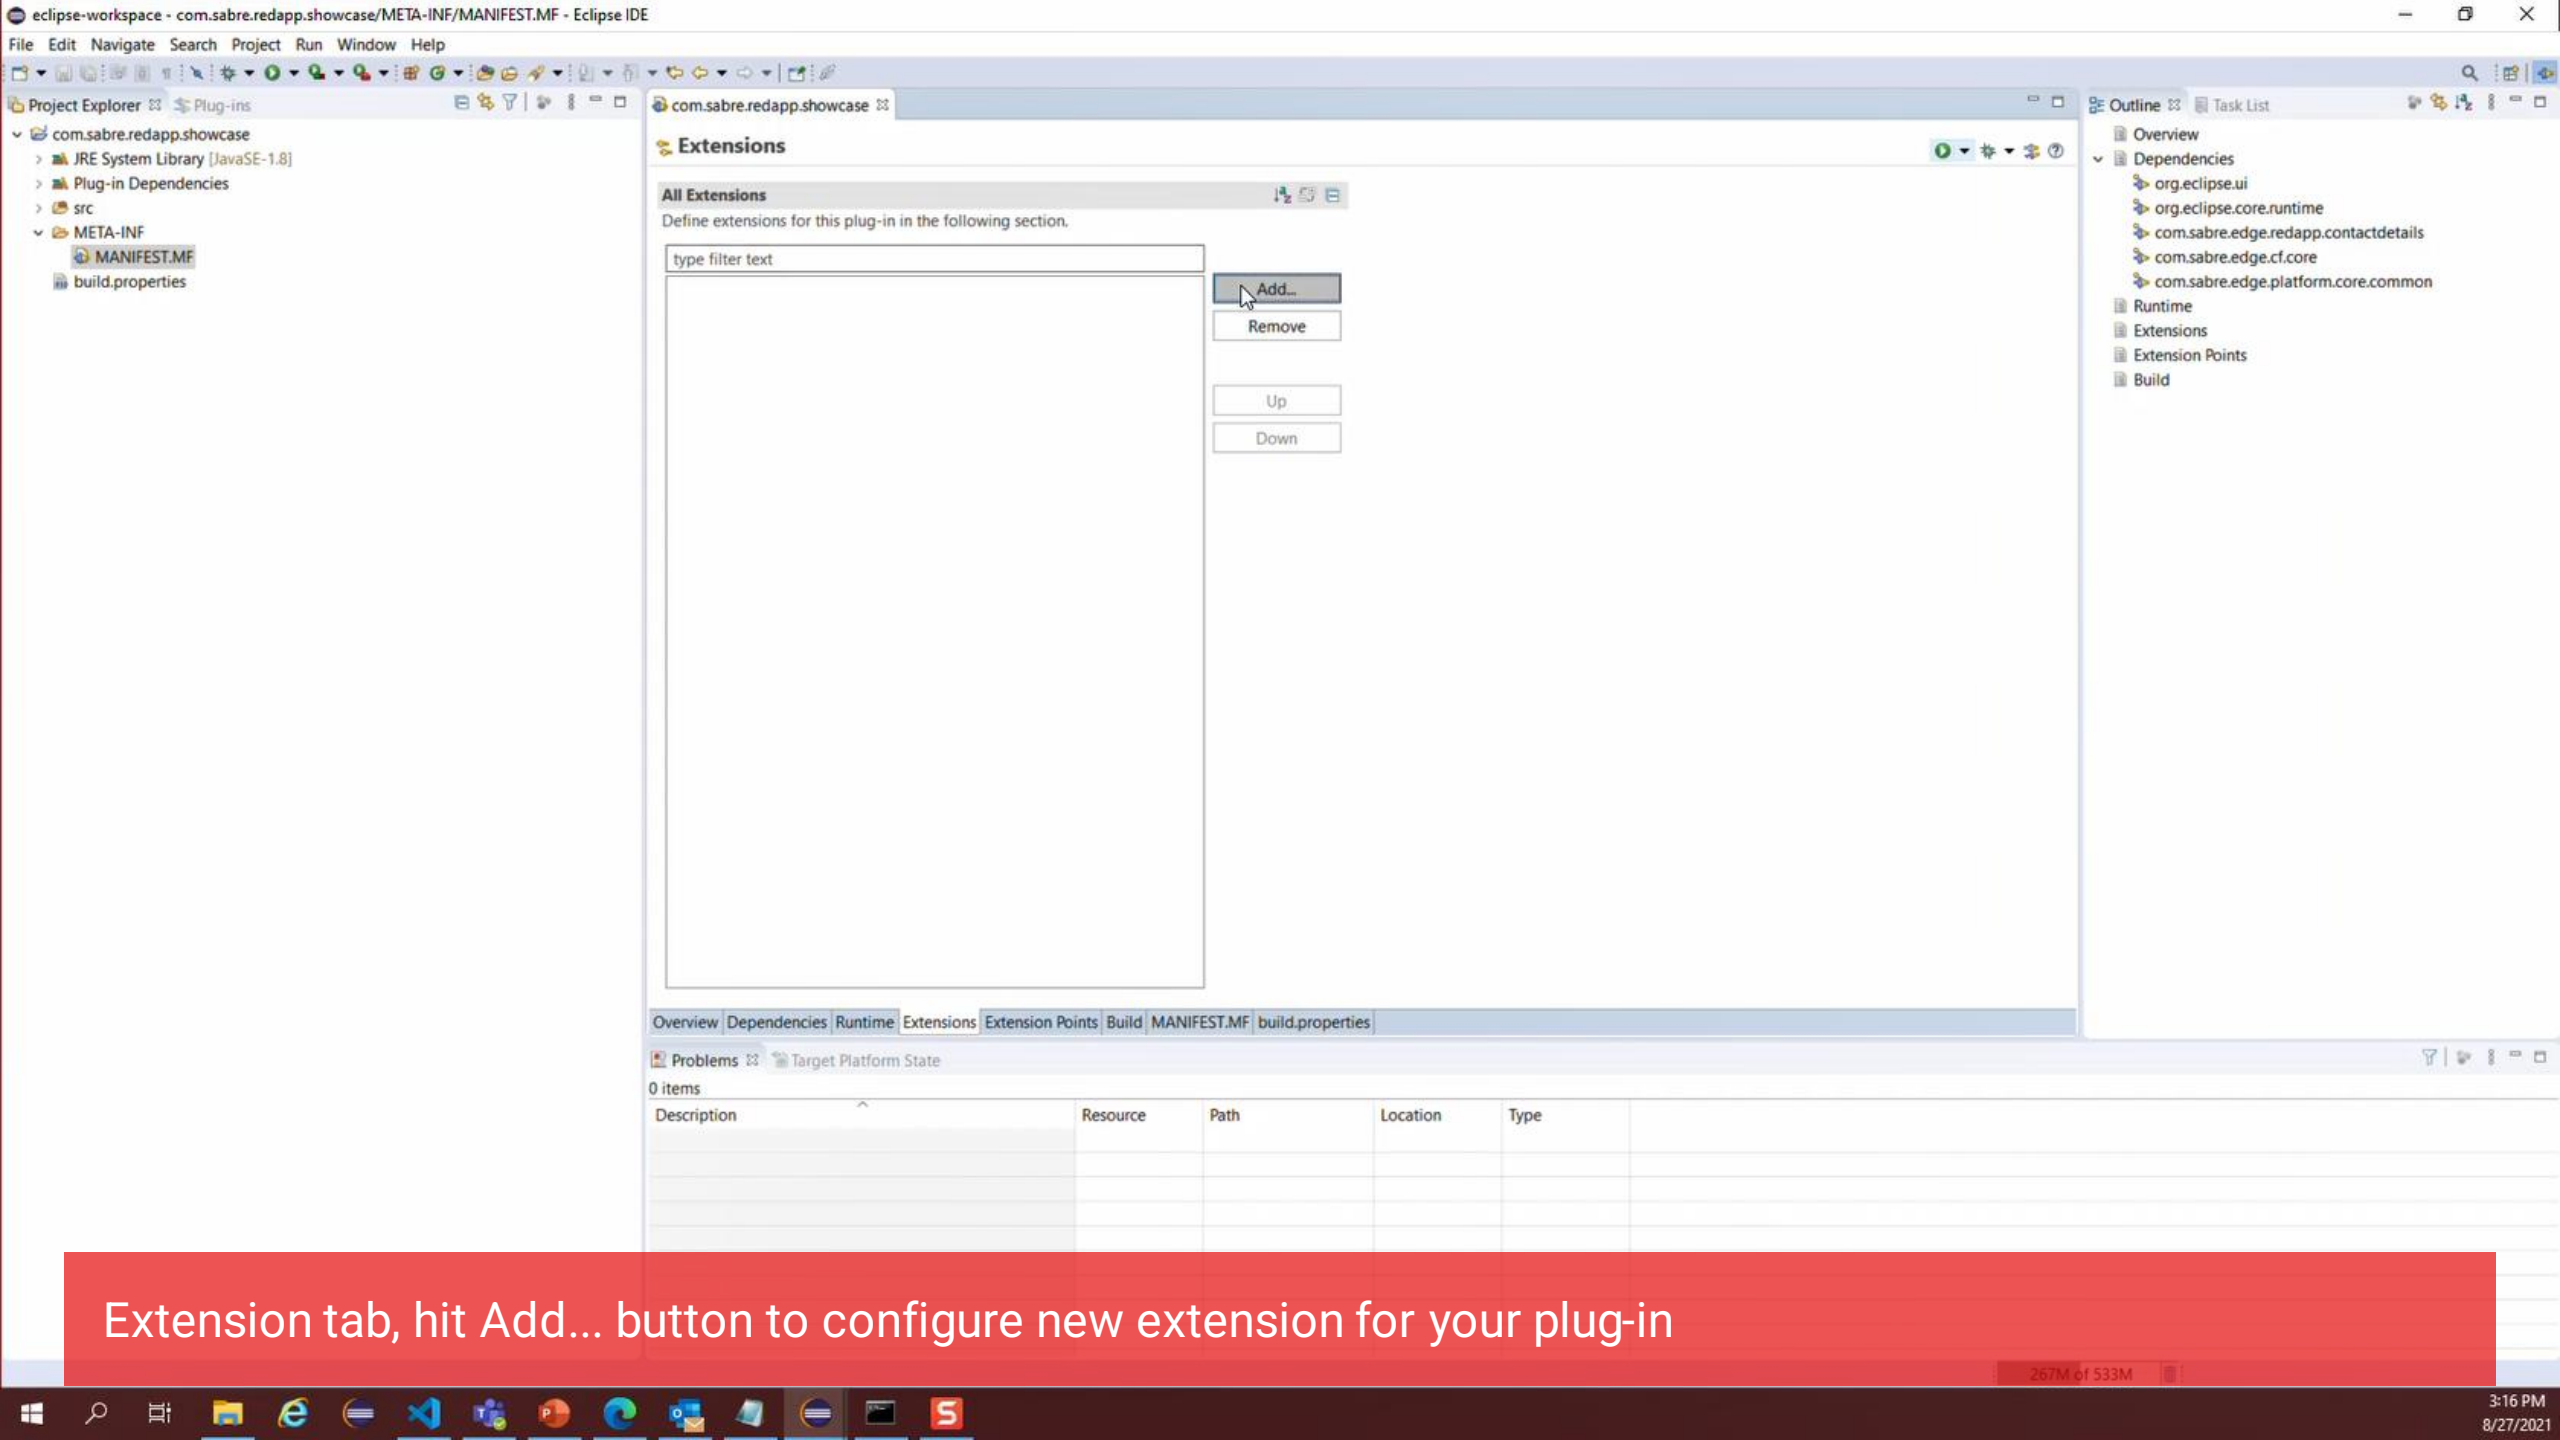 eclipse-workspace - com.sabre.redapp.showcase/META-INF/MANIFEST.MF - Eclipse IDE
File Edit Navigate Search Project Run Window Help
Project Explorer Plug-ins
com.sabre.redapp.showcase
JRE System Library [JavaSE-1.8]
Plug-in Dependencies
src
META-INF
MANIFEST.MF
build.properties
com.sabre.redapp.showcase
Extensions
All Extensions
Define extensions for this plug-in in the following section.
type filter text
Add...
Remove
Up
Down
Overview Dependencies Runtime Extensions Extension Points Build MANIFEST.MF build.properties
Outline Task List
Overview
Dependencies
org.eclipse.ui
org.eclipse.core.runtime
com.sabre.edge.redapp.contactdetails
com.sabre.edge.cf.core
com.sabre.edge.platform.core.common
Runtime
Extensions
Extension Points
Build
Problems Target Platform State
0 items
Description Resource Path Location Type
Extension tab, hit Add... button to configure new extension for your plug-in
267M of 533M
3:16 PM
8/27/2021